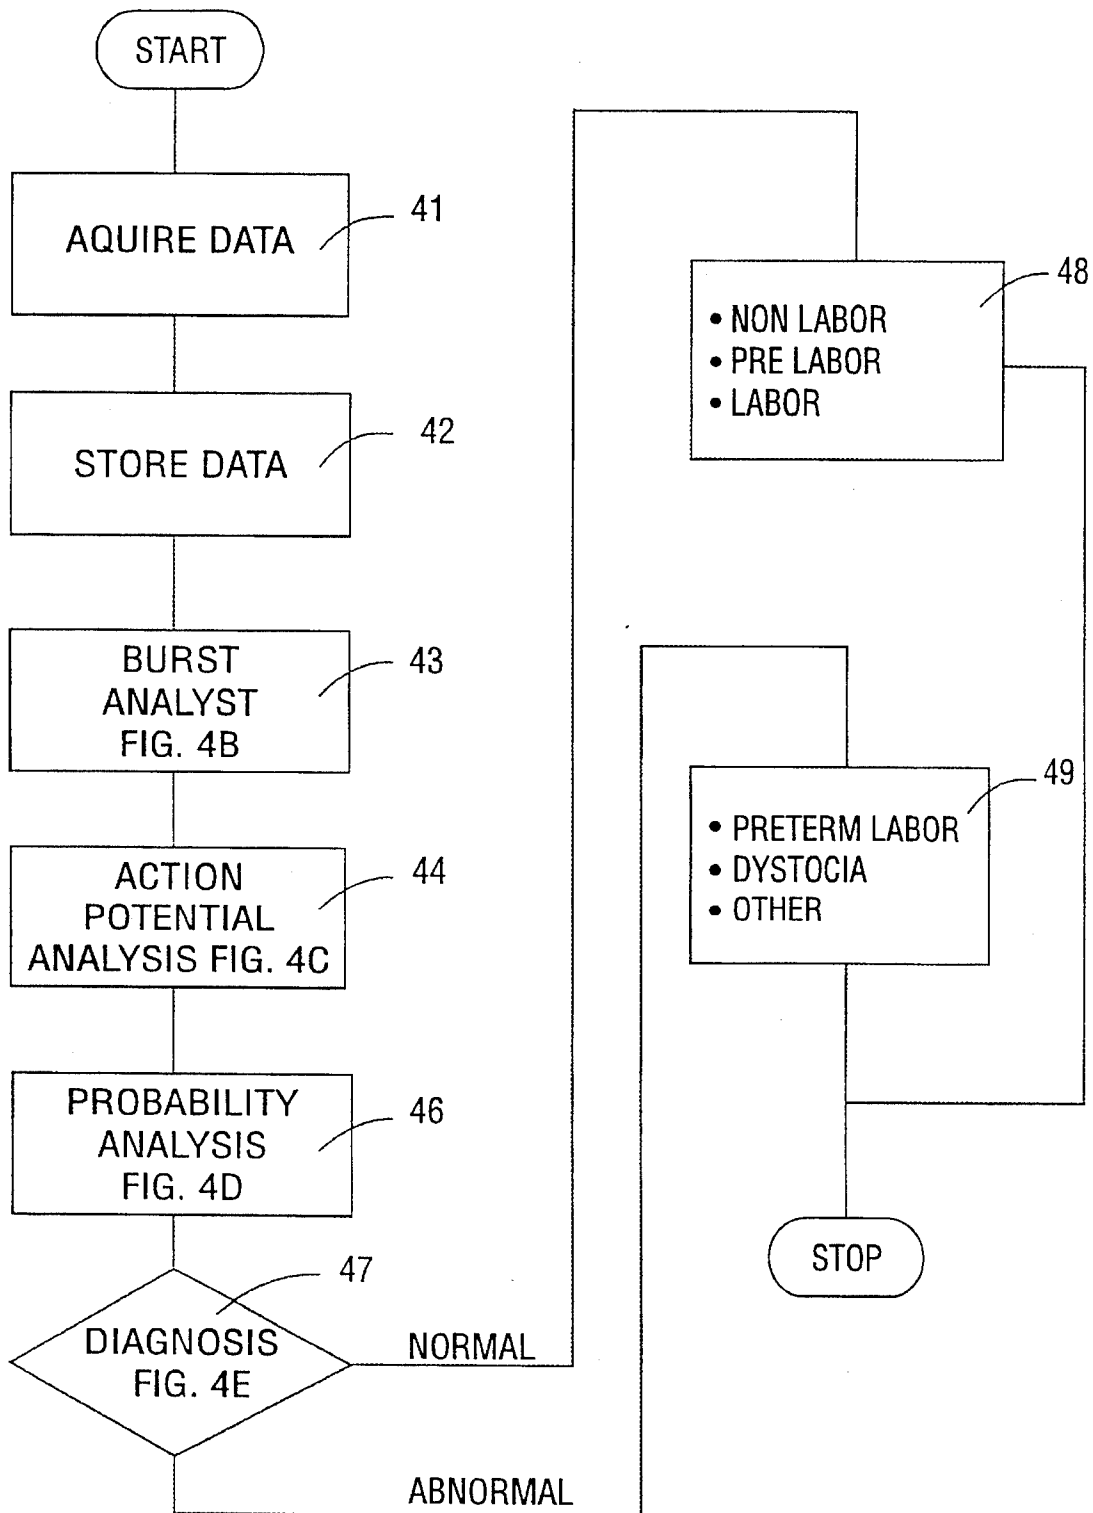 START
AQUIRE DATA
41
STORE DATA
42
BURST
ANALYST
FIG. 4B
43
ACTION
POTENTIAL
ANALYSIS FIG. 4C
44
PROBABILITY
ANALYSIS
FIG. 4D
46
DIAGNOSIS
FIG. 4E
47
NORMAL
ABNORMAL
• NON LABOR
• PRE LABOR
• LABOR
48
• PRETERM LABOR
• DYSTOCIA
• OTHER
49
STOP